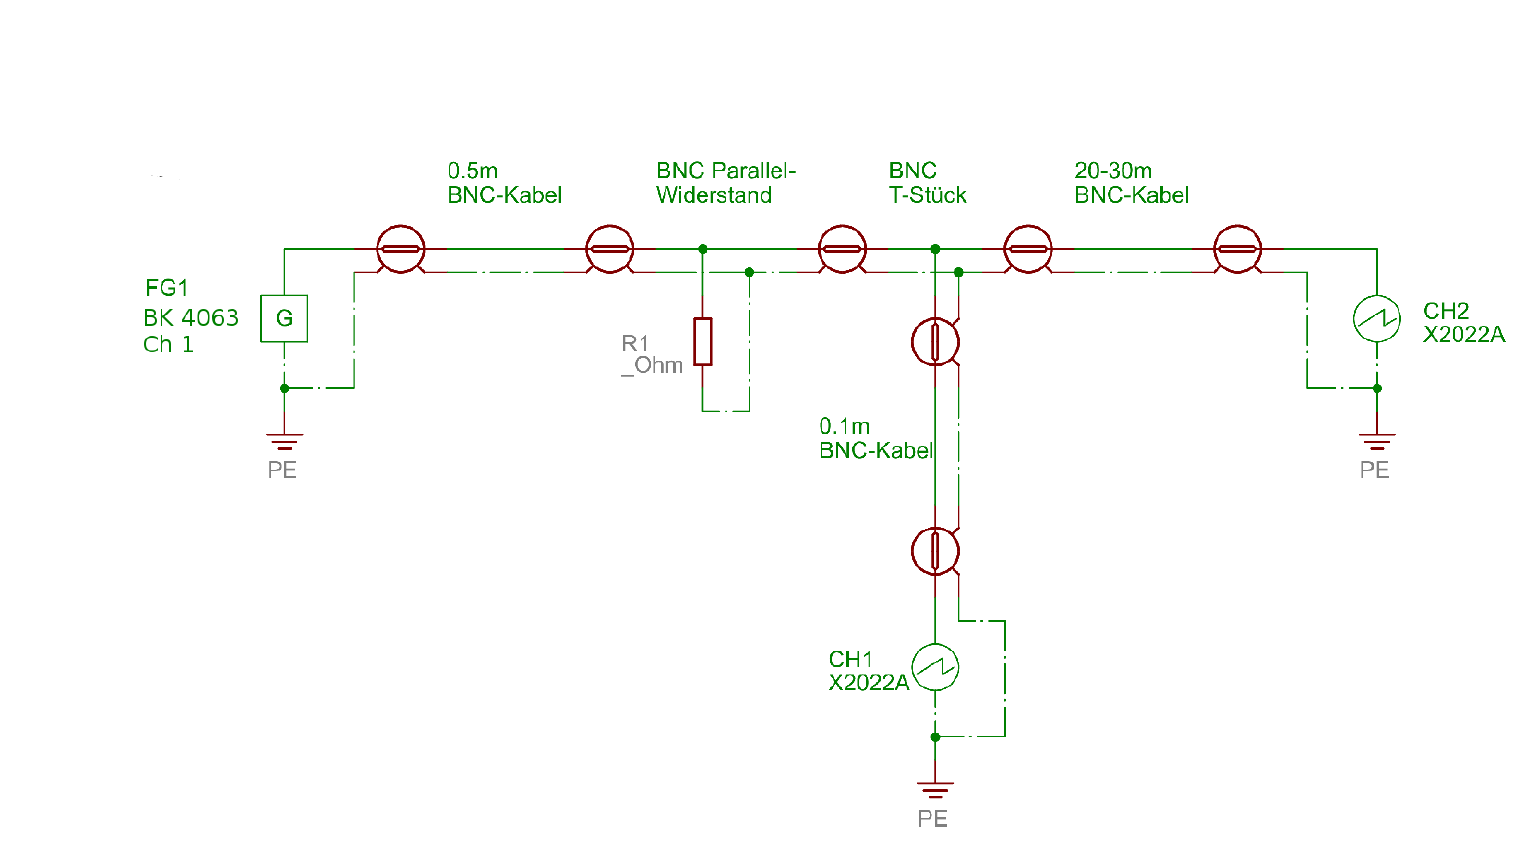 0.5m
BNC-Kabel
BNC Parallel-
Widerstand
BNC
T-Stück
20-30m
BNC-Kabel
FG1
BK 4063
Ch 1
G
R1
_Ohm
CH2
X2022A
PE
0.1m
BNC-Kabel
PE
CH1
X2022A
PE